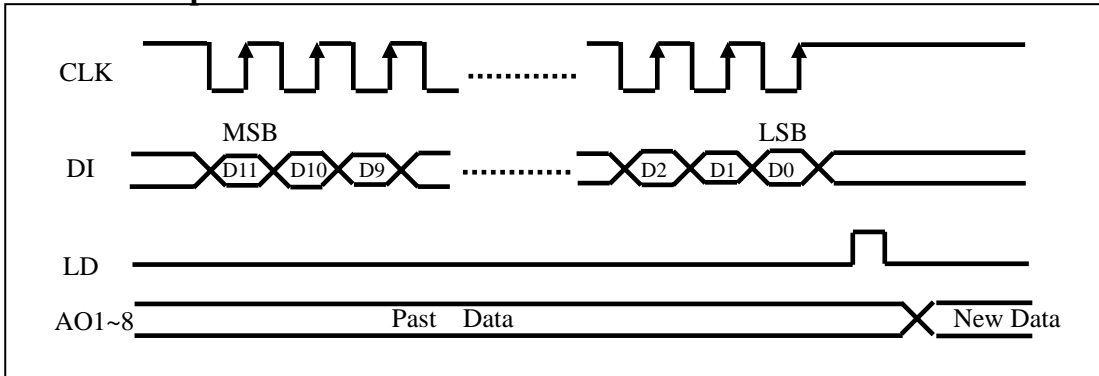 CLK
MSB LSB
DI D11 D10 D9 D2 D1 D0
LD
AO1~8 Past Data New Data